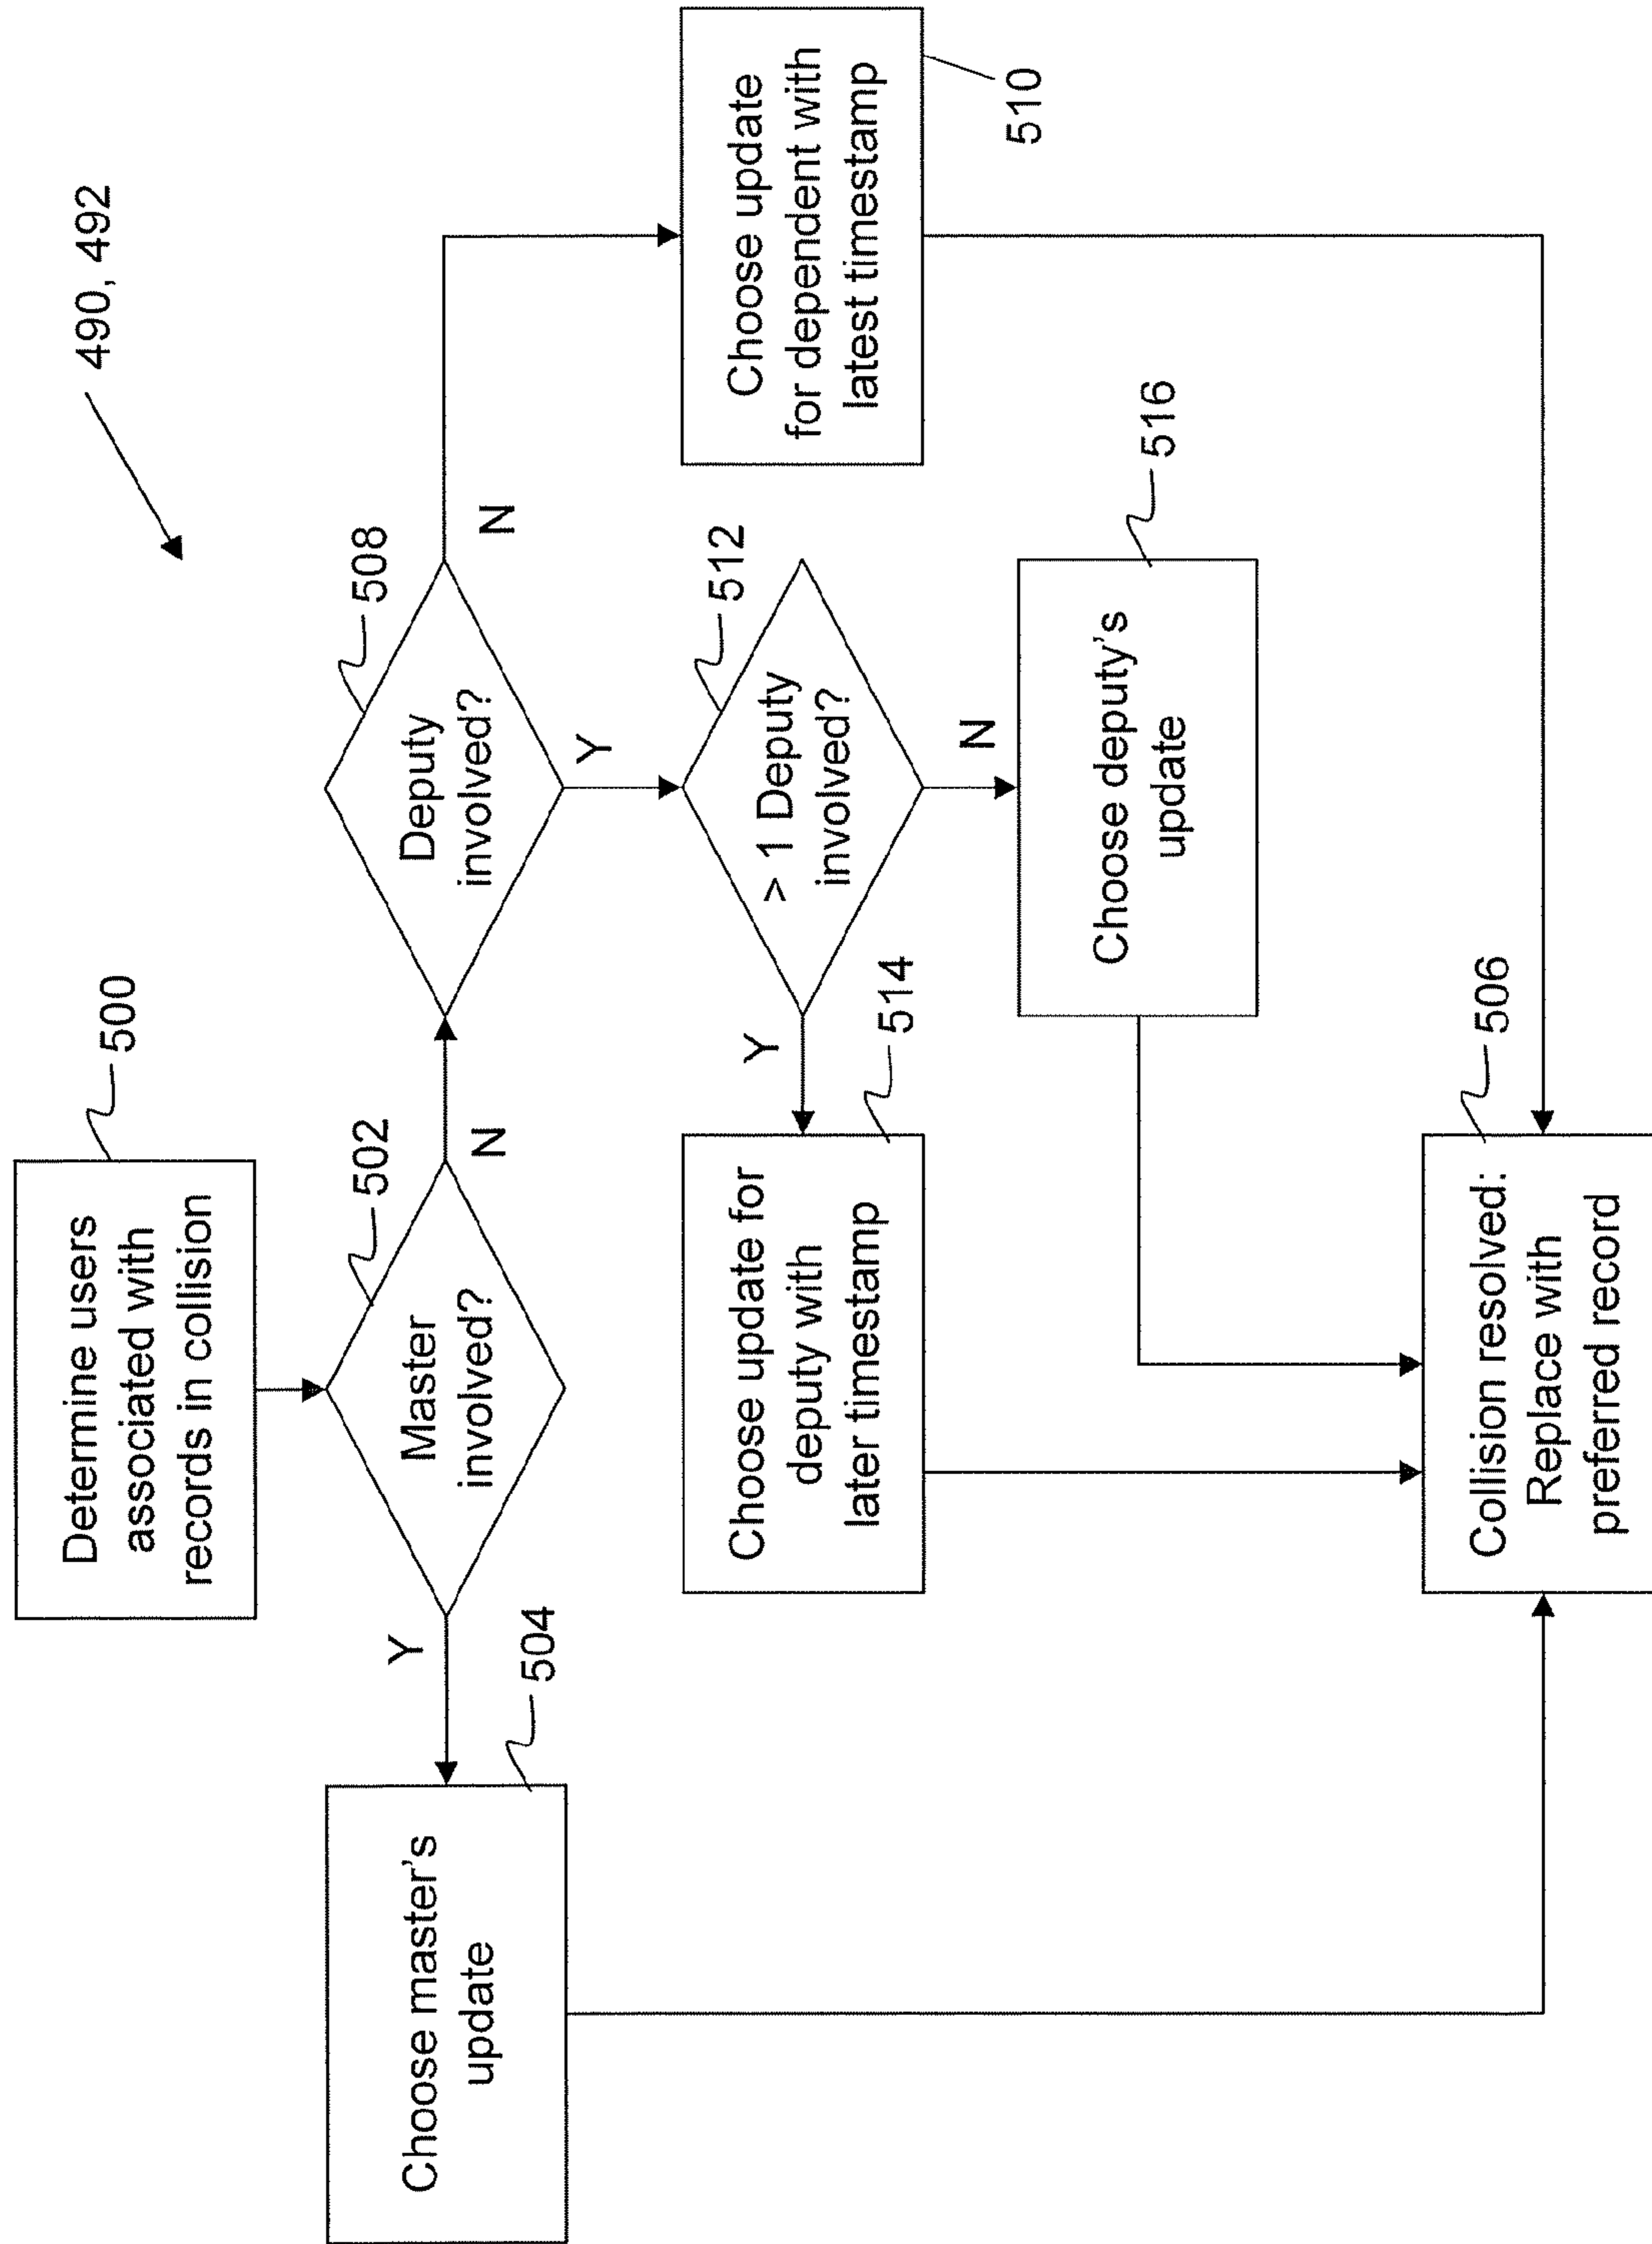 490, 492
500
Determine users
associated with
records in collision
502
Master
involved?
Y
N
504
Choose master's
update
508
Deputy
involved?
Y
N
512
> 1 Deputy
involved?
Y
N
510
Choose update
for dependent with
latest timestamp
514
Choose update for
deputy with
later timestamp
516
Choose deputy's
update
506
Collision resolved:
Replace with
preferred record